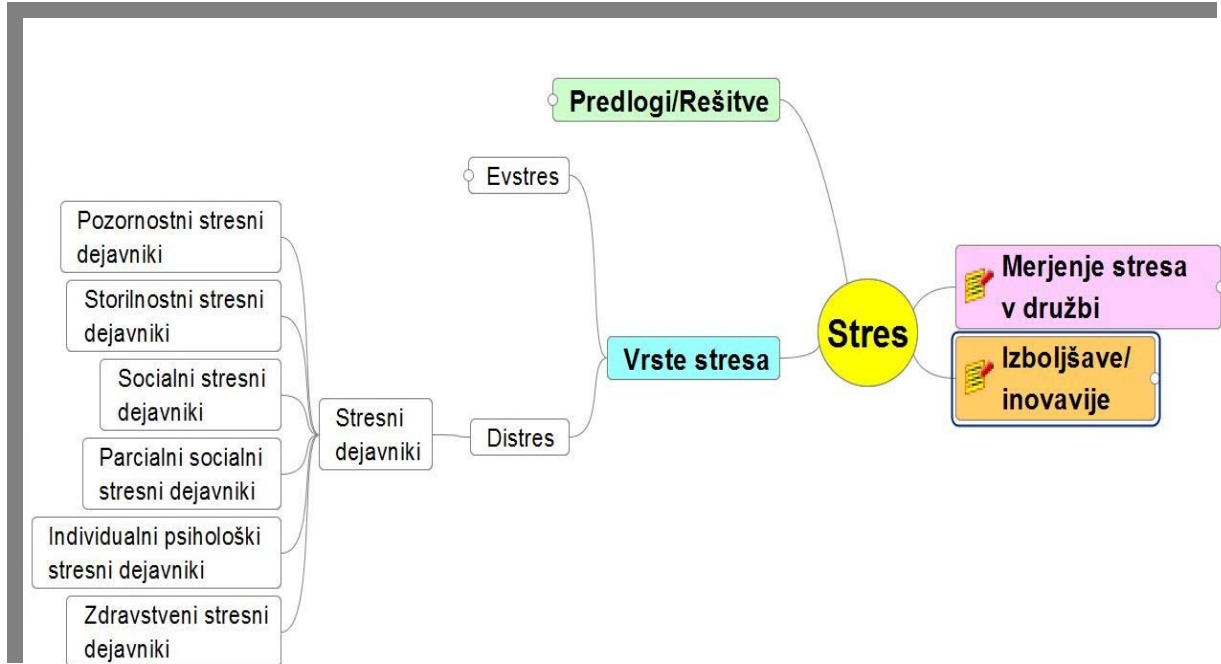 Predlogi/Rešitve
Evstres
Pozornostni stresni
dejavniki
Storilnostni stresni
dejavniki
Socialni stresni
dejavniki
Parcialni socialni
stresni dejavniki
Individualni psihološki
stresni dejavniki
Zdravstveni stresni
dejavniki
Stresni
dejavniki
Distres
Vrste stresa
Stres
Merjenje stresa
v družbi
Izboljšave/
inovavije